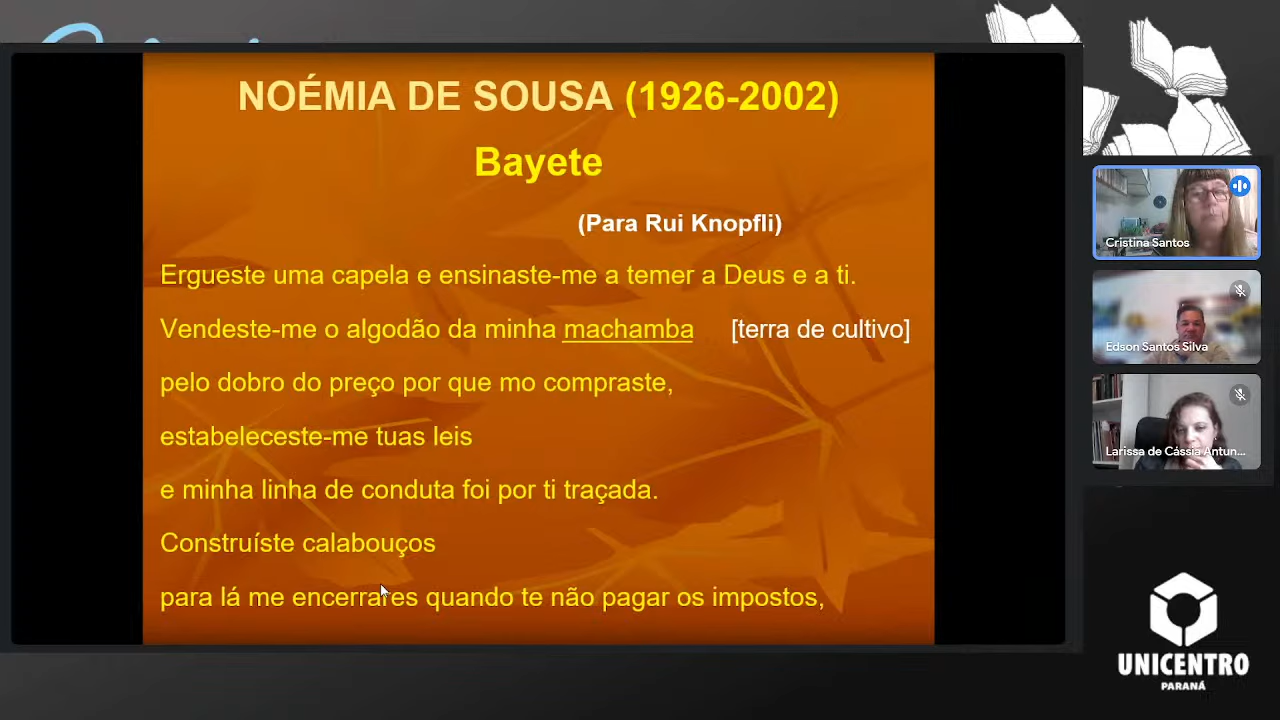 NOÉMIA DE SOUSA (1926-2002)
Bayete
(Para Rui Knopfli)
Ergueste uma capela e ensinaste-me a temer a Deus e a ti.
Vendeste-me o algodão da minha machamba [terra de cultivo]
pelo dobro do preço por que mo compraste,
estabeleceste-me tuas leis
e minha linha de conduta foi por ti traçada.
Construíste calabouços
para lá me encerrares quando te não pagar os impostos,
Cristina Santos
Edson Santos Silva
Larissa de Cássia Antun...
UNICENTRO
PARANÁ